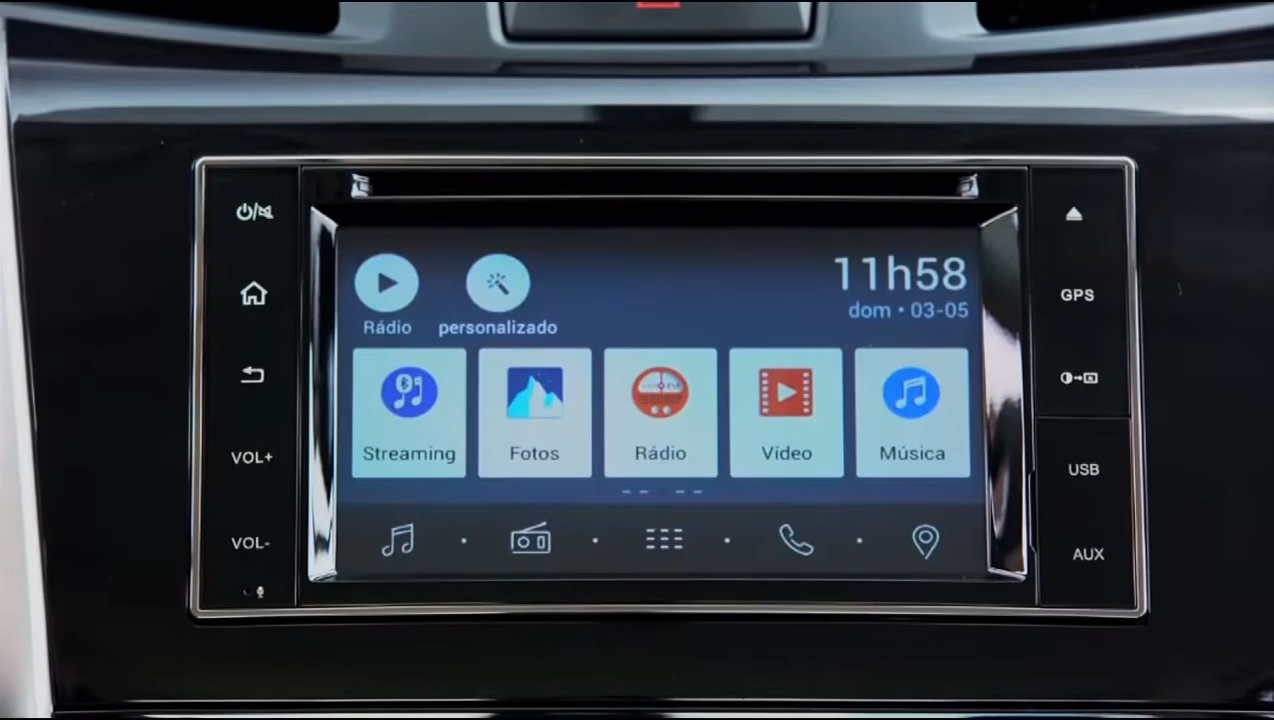 11h58
dom • 03-05
Rádio
personalizado
Streaming
Fotos
Rádio
Vídeo
Música
VOL+
VOL-
GPS
USB
AUX